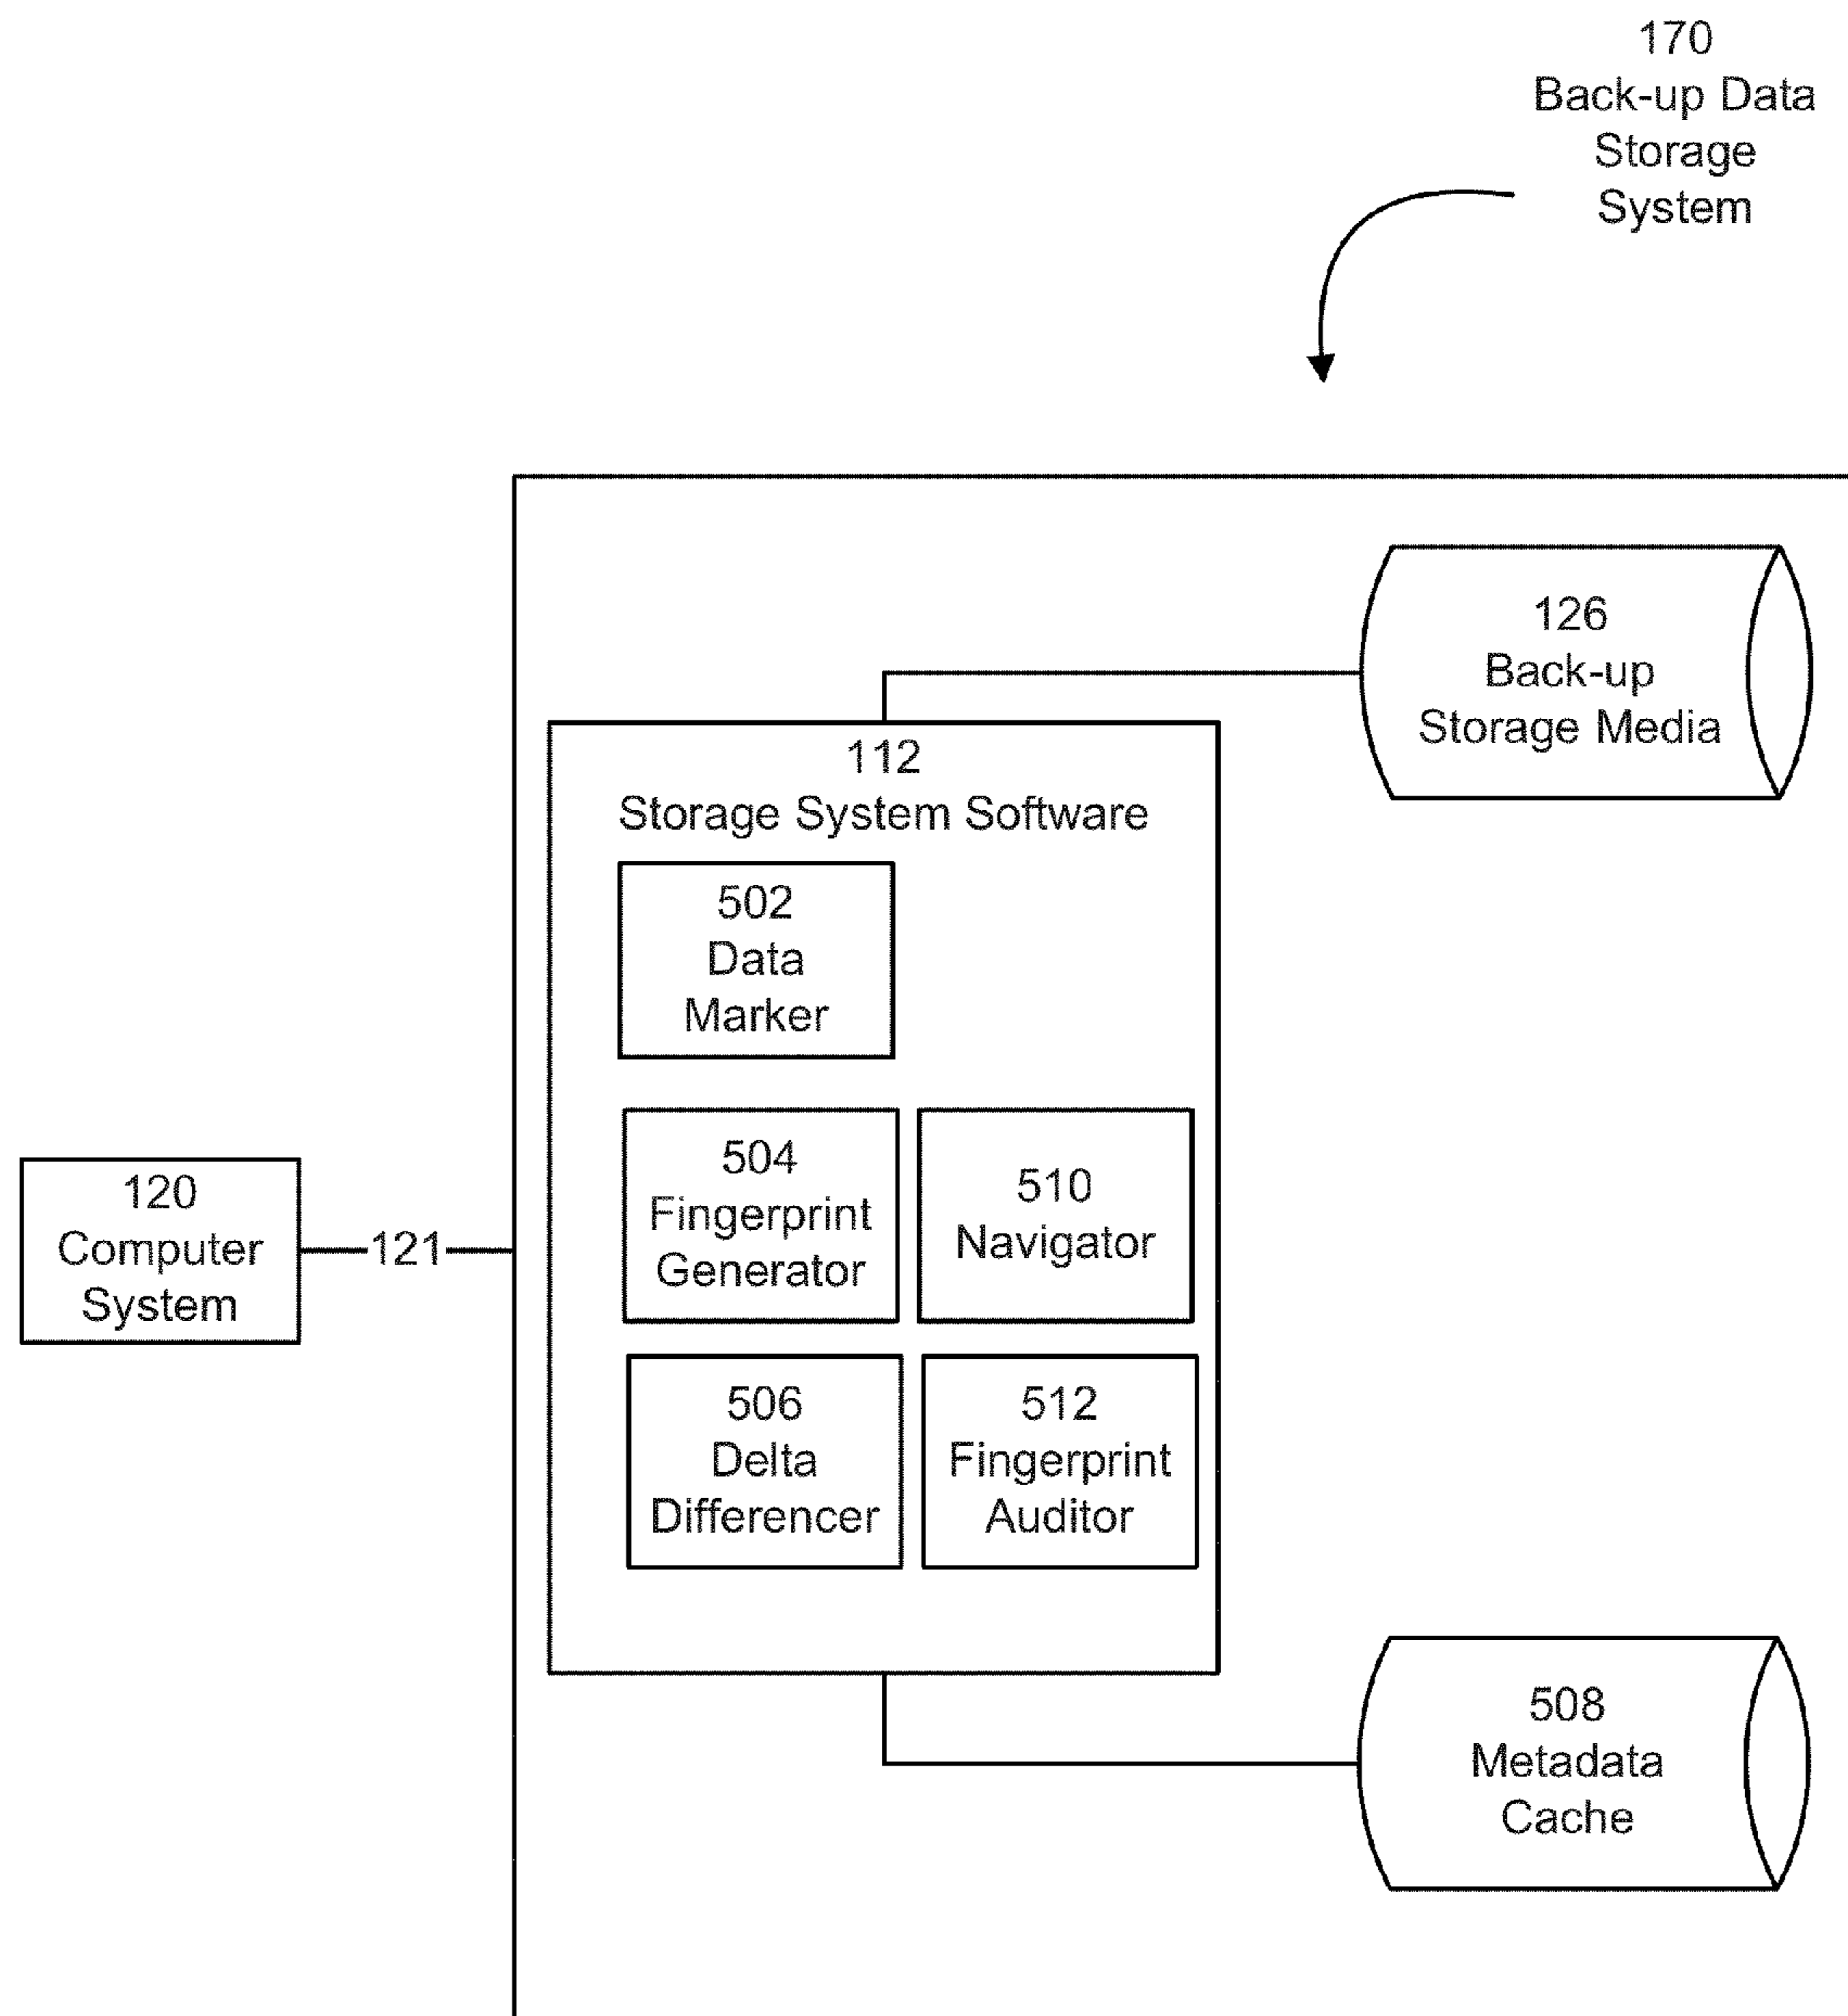 170
Back-up Data
Storage
System
126
Back-up
Storage Media
112
Storage System Software
502
Data
Marker
504
Fingerprint
Generator
510
Navigator
120
Computer
System
121
506
Delta
Differencer
512
Fingerprint
Auditor
508
Metadata
Cache